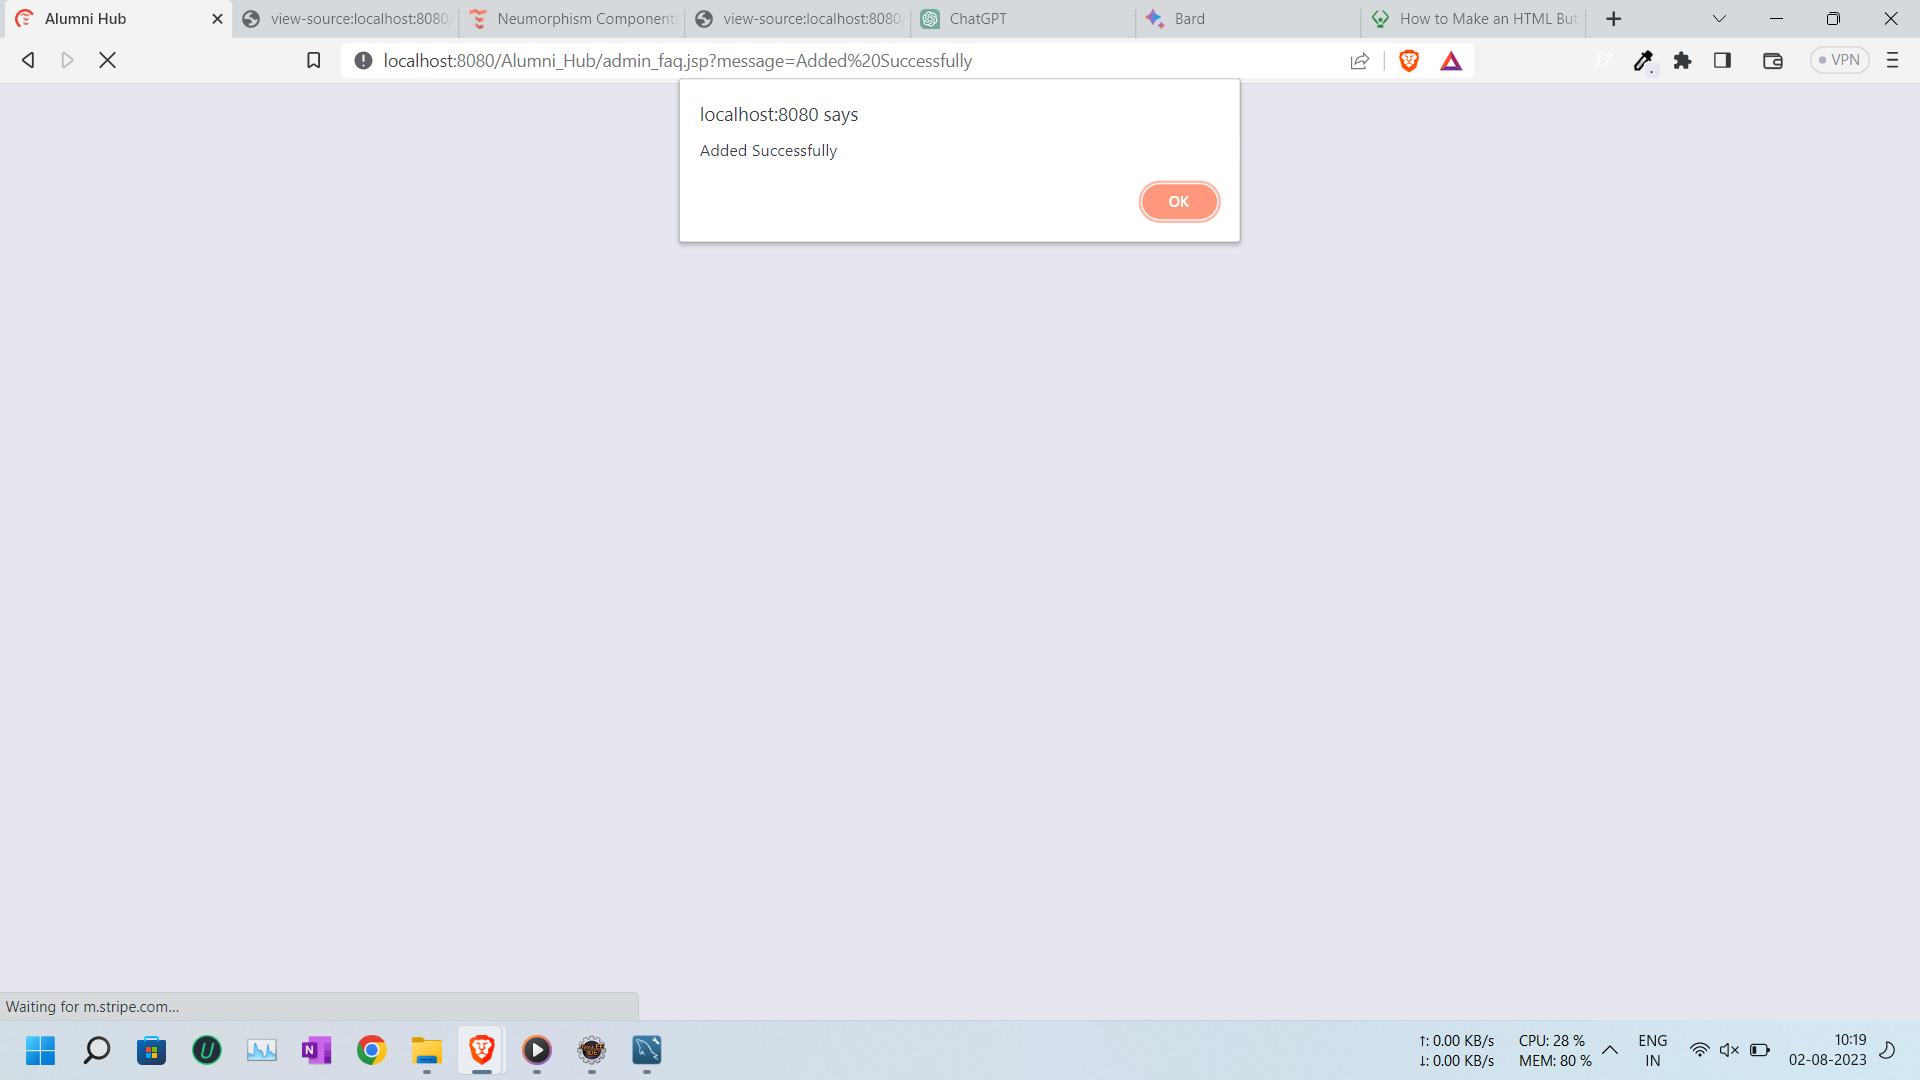 Alumni Hub
view-source:localhost:8080/
Neumorphism Component
view-source:localhost:8080/
ChatGPT
Bard
How to Make an HTML But
localhost:8080/Alumni_Hub/admin_faq.jsp?message=Added%20Successfully
f?
VPN
localhost:8080 says
Added Successfully
OK
Waiting for m.stripe.com...
↑: 0.00 KB/s
↓: 0.00 KB/s
CPU: 28 %
MEM: 80 %
ENG
IN
10:19
02-08-2023